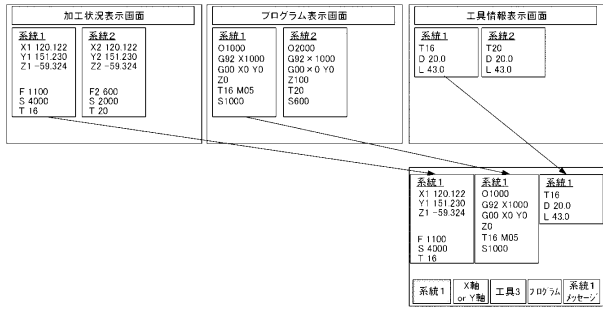 加工状況表示画面
系統1
X1 120.122
Y1 151.230
Z1 -59.324
F 1100
S 4000
T 16
系統2
X2 120.122
Y2 151.230
Z2 -59.324
F2 600
S 2000
T 20
プログラム表示画面
系統1
O1000
G92 X1000
G00 X0 Y0
Z0
T16 M05
S1000
系統2
O2000
G92×1000
G00×0 Y0
Z100
T20
S600
工具情報表示画面
系統1
T16
D 20.0
L 43.0
系統2
T20
D 20.0
L 43.0
系統1
X1 120.122
Y1 151.230
Z1 -59.324
F 1100
S 4000
T 16
系統1
O1000
G92 X1000
G00 X0 Y0
Z0
T16 M05
S1000
系統1
T16
D 20.0
L 43.0
系統1
X軸
or Y軸
工具3
プログラム
系統1
メッセージ